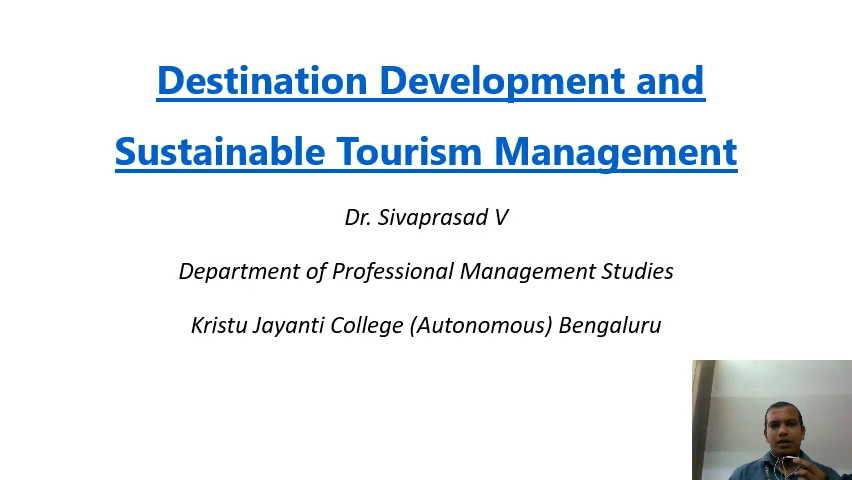 Destination Development and
Sustainable Tourism Management
Dr. Sivaprasad V
Department of Professional Management Studies
Kristu Jayanti College (Autonomous) Bengaluru